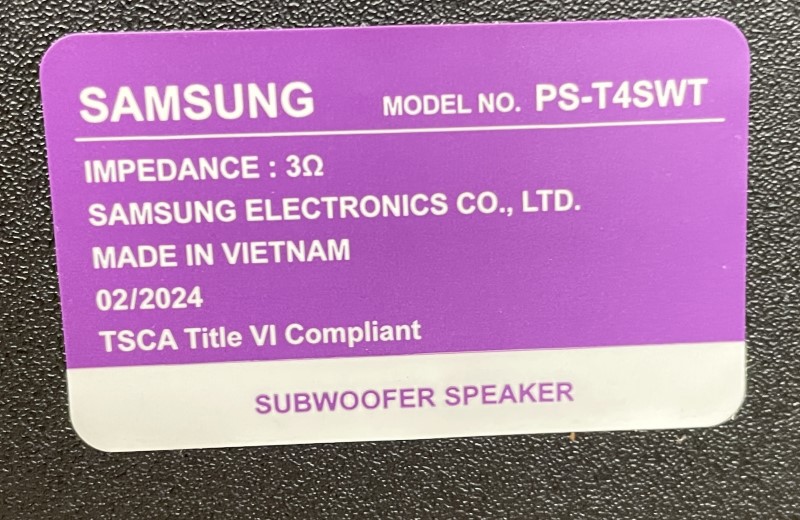 SAMSUNG MODEL NO. PS-T4SWT
IMPEDANCE : 3Ω
SAMSUNG ELECTRONICS CO., LTD.
MADE IN VIETNAM
02/2024
TSCA Title VI Compliant
SUBWOOFER SPEAKER